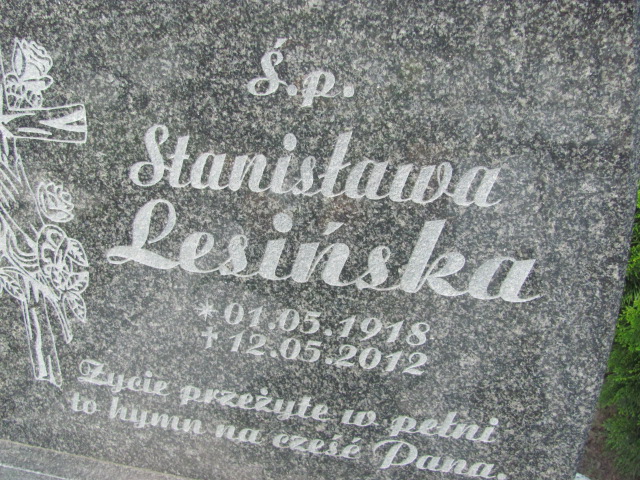 Ś.p.
Stanisława
Lesińska
* 01.05.1918
† 12.05.2012
Życie przeżyte w pełni
to hymn na cześć Pana.